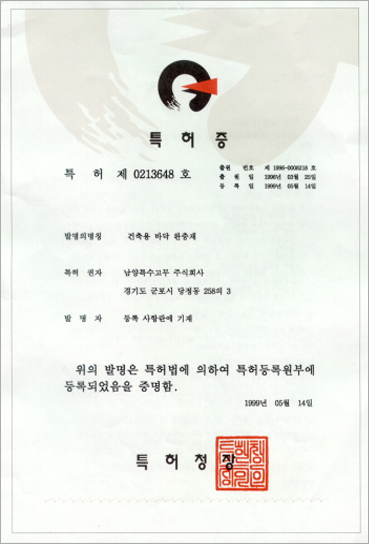 특허증
특 허 제 0213648 호
출원 번호 제 1996-0008218 호
출 원 일 1996년 03월 25일
등 록 일 1999년 05월 14일
발명의명칭 건축용 바닥 완충재
특허 권자 남양특수고무 주식회사
경기도 군포시 당정동 258의 3
발 명 자 등록 사항란에 기재
위의 발명은 특허법에 의하여 특허등록원부에
등록되었음을 증명함.
1999년 05월 14일
특허청장